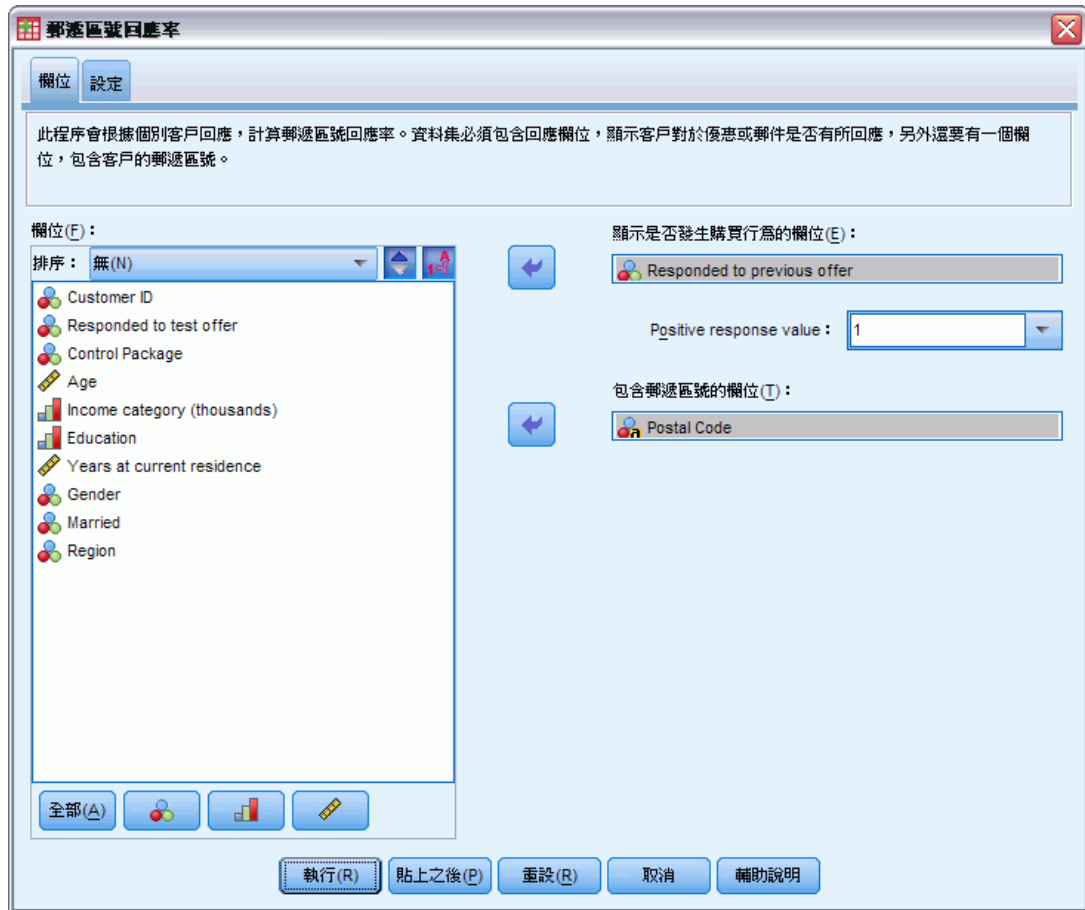 郵遞區號回應率
欄位 設定
此程序會根據個別客戶回應，計算郵遞區號回應率。資料集必須包含回應欄位，顯示客戶對於優惠或郵件是否有所回應，另外還要有一個欄
位，包含客戶的郵遞區號。
欄位(F)：
排序： 無(N)
Customer ID
Responded to test offer
Control Package
Age
Income category (thousands)
Education
Years at current residence
Gender
Married
Region
全部(A)
顯示是否發生購買行為的欄位(E)：
Responded to previous offer
Positive response value： 1
包含郵遞區號的欄位(T)：
Postal Code
執行(R) 貼上之後(P) 重設(R) 取消 輔助說明